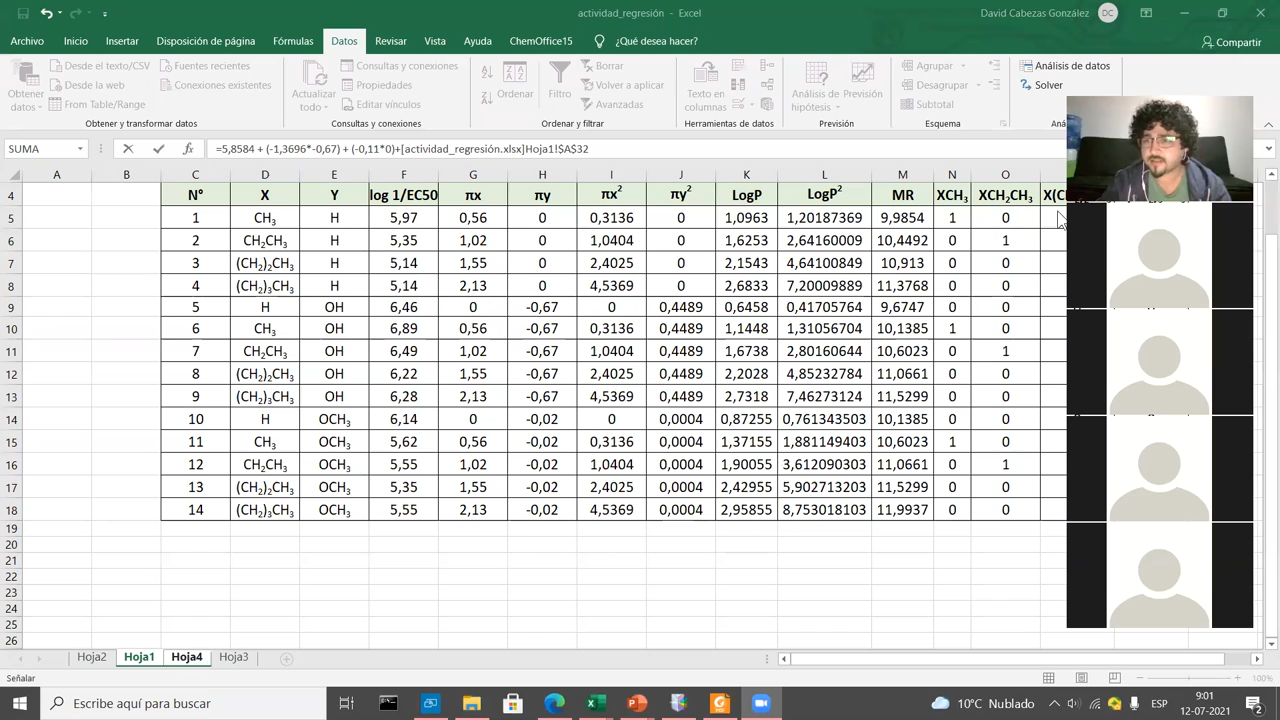 actividad_regresión - Excel
David Cabezas González DC
Archivo Inicio Insertar Disposición de página Fórmulas Datos Revisar Vista Ayuda ChemOffice15 ¿Qué desea hacer? Compartir
Obtener datos Desde el texto/CSV Desde la web From Table/Range Fuentes recientes Conexiones existentes
Actualizar todo Consultas y conexiones Propiedades Editar vínculos
Ordenar Filtro Borrar Volver a aplicar Avanzadas
Texto en columnas Análisis de hipótesis Previsión
Agrupar Desagrupar Subtotal Análisis de datos Solver
Obtener y transformar datos Consultas y conexiones Ordenar y filtrar Herramientas de datos Previsión Esquema
SUMA =5,8584 + (-1,3696*-0,67) + (-0,11*0)+[actividad_regresión.xlsx]Hoja1!$A$32
A B C D E F G H I J K L M N O
4 N° X Y log 1/EC50 πx πy πx² πy² LogP LogP² MR XCH₃ XCH₂CH₃
5 1 CH₃ H 5,97 0,56 0 0,3136 0 1,0963 1,20187369 9,9854 1 0
6 2 CH₂CH₃ H 5,35 1,02 0 1,0404 0 1,6253 2,64160009 10,4492 0 1
7 3 (CH₂)₂CH₃ H 5,14 1,55 0 2,4025 0 2,1543 4,64100849 10,913 0 0
8 4 (CH₂)₃CH₃ H 5,14 2,13 0 4,5369 0 2,6833 7,20009889 11,3768 0 0
9 5 H OH 6,46 0 -0,67 0 0,4489 0,6458 0,41705764 9,6747 0 0
10 6 CH₃ OH 6,89 0,56 -0,67 0,3136 0,4489 1,1448 1,31056704 10,1385 1 0
11 7 CH₂CH₃ OH 6,49 1,02 -0,67 1,0404 0,4489 1,6738 2,80160644 10,6023 0 1
12 8 (CH₂)₂CH₃ OH 6,22 1,55 -0,67 2,4025 0,4489 2,2028 4,85232784 11,0661 0 0
13 9 (CH₂)₃CH₃ OH 6,28 2,13 -0,67 4,5369 0,4489 2,7318 7,46273124 11,5299 0 0
14 10 H OCH₃ 6,14 0 -0,02 0 0,0004 0,87255 0,761343503 10,1385 0 0
15 11 CH₃ OCH₃ 5,62 0,56 -0,02 0,3136 0,0004 1,37155 1,881149403 10,6023 1 0
16 12 CH₂CH₃ OCH₃ 5,55 1,02 -0,02 1,0404 0,0004 1,90055 3,612090303 11,0661 0 1
17 13 (CH₂)₂CH₃ OCH₃ 5,35 1,55 -0,02 2,4025 0,0004 2,42955 5,902713203 11,5299 0 0
18 14 (CH₂)₃CH₃ OCH₃ 5,55 2,13 -0,02 4,5369 0,0004 2,95855 8,753018103 11,9937 0 0
19
20
21
22
23
24
25
26
Hoja2 Hoja1 Hoja4 Hoja3
Señalar 100%
Escribe aquí para buscar 10°C Nublado ESP 9:01
12-07-2021 2